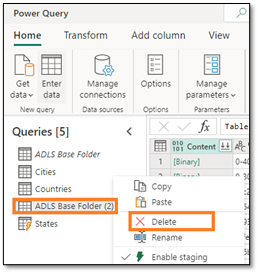 Power Query
Home Transform Add column View
Get data Enter data Manage connections Options Manage parameters
New query Data sources Options Parameters
Queries [5]
fx Table
ADLS Base Folder
Cities
Countries
ADLS Base Folder (2)
States
Content
1 [Binary] 0-40
2 [Binary]
Copy
Paste
Delete
Rename
Enable staging